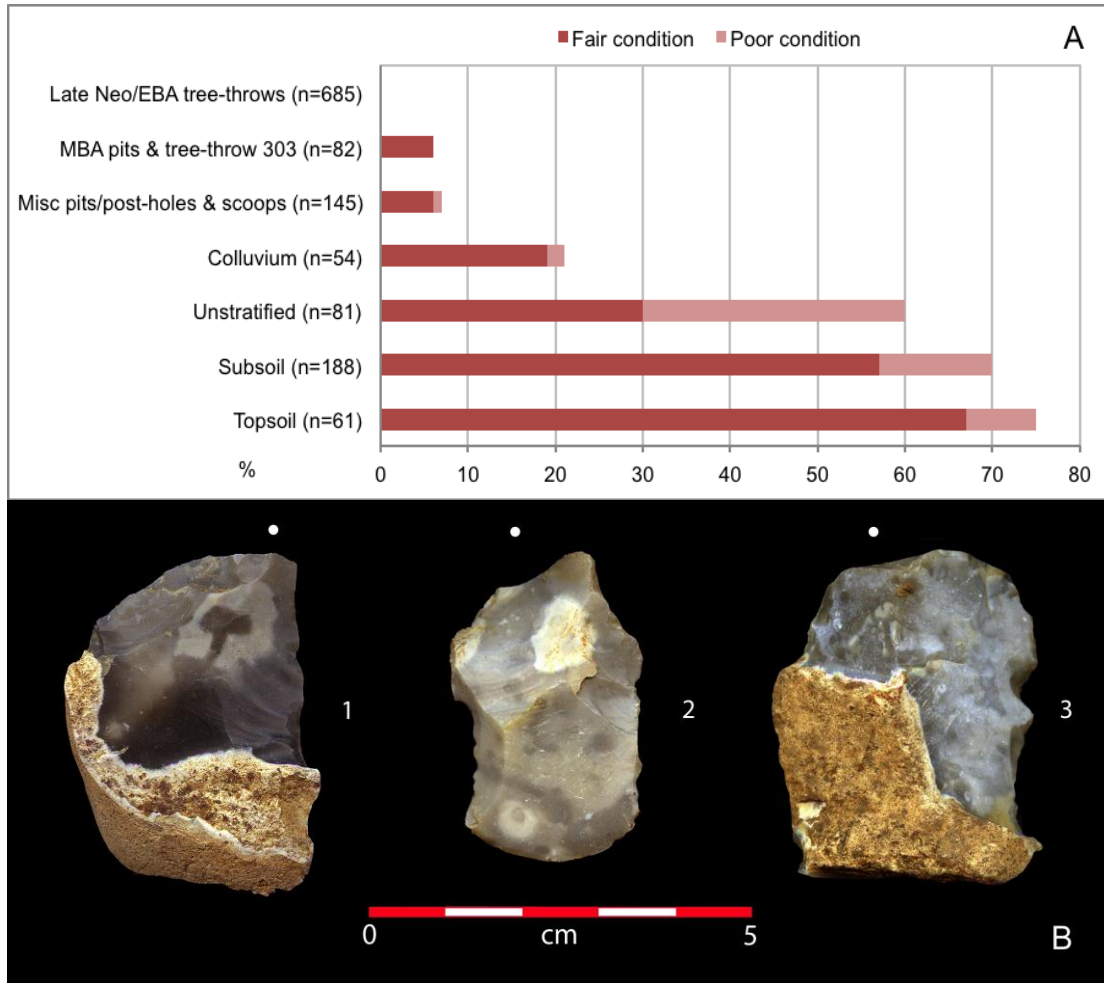 Fair condition Poor condition A
Late Neo/EBA tree-throws (n=685)
MBA pits & tree-throw 303 (n=82)
Misc pits/post-holes & scoops (n=145)
Colluvium (n=54)
Unstratified (n=81)
Subsoil (n=188)
Topsoil (n=61)
% 0 10 20 30 40 50 60 70 80
1 2 3
0 cm 5 B